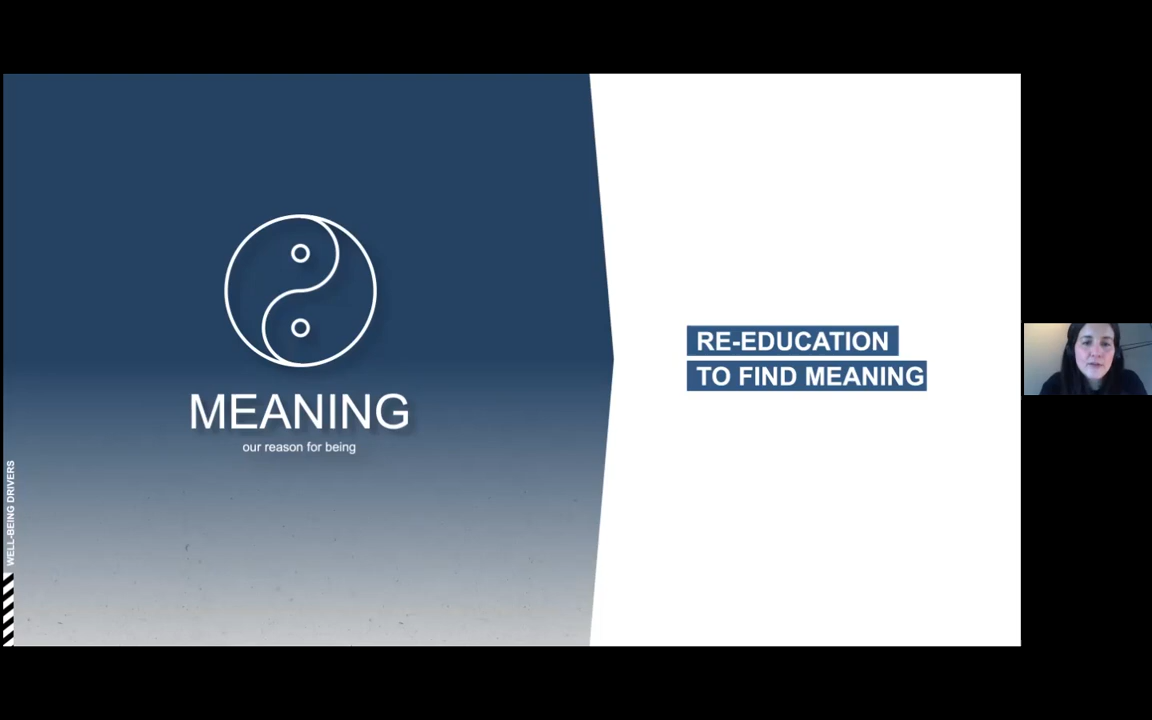 MEANING
our reason for being
WELL-BEING DRIVERS
RE-EDUCATION
TO FIND MEANING